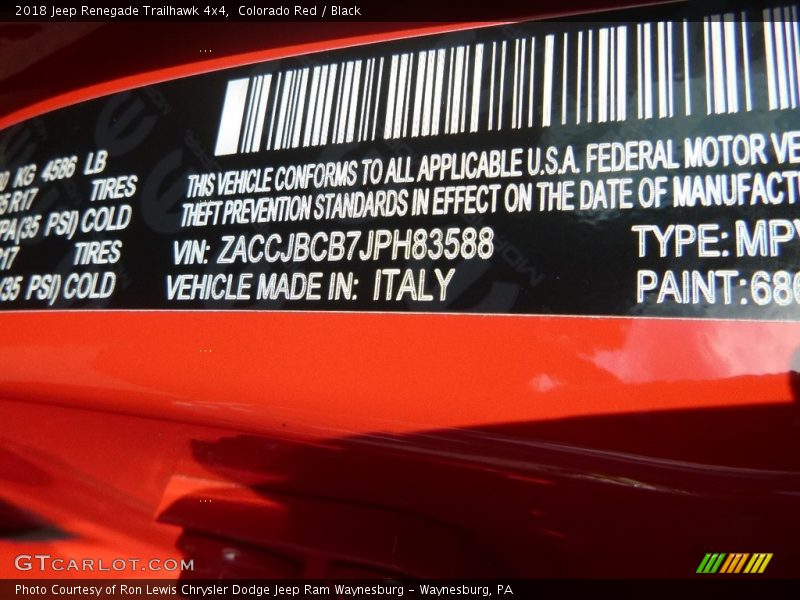 2018 Jeep Renegade Trailhawk 4x4,  Colorado Red / Black
KG 4586 LB
R17 TIRES
(35 PSI) COLD
TIRES
(35 PSI) COLD
THIS VEHICLE CONFORMS TO ALL APPLICABLE U.S.A. FEDERAL MOTOR VE
THEFT PREVENTION STANDARDS IN EFFECT ON THE DATE OF MANUFACT
VIN: ZACCJBCB7JPH83588 TYPE: MPV
VEHICLE MADE IN: ITALY PAINT: 686
GTCARLOT.COM
Photo Courtesy of Ron Lewis Chrysler Dodge Jeep Ram Waynesburg – Waynesburg, PA